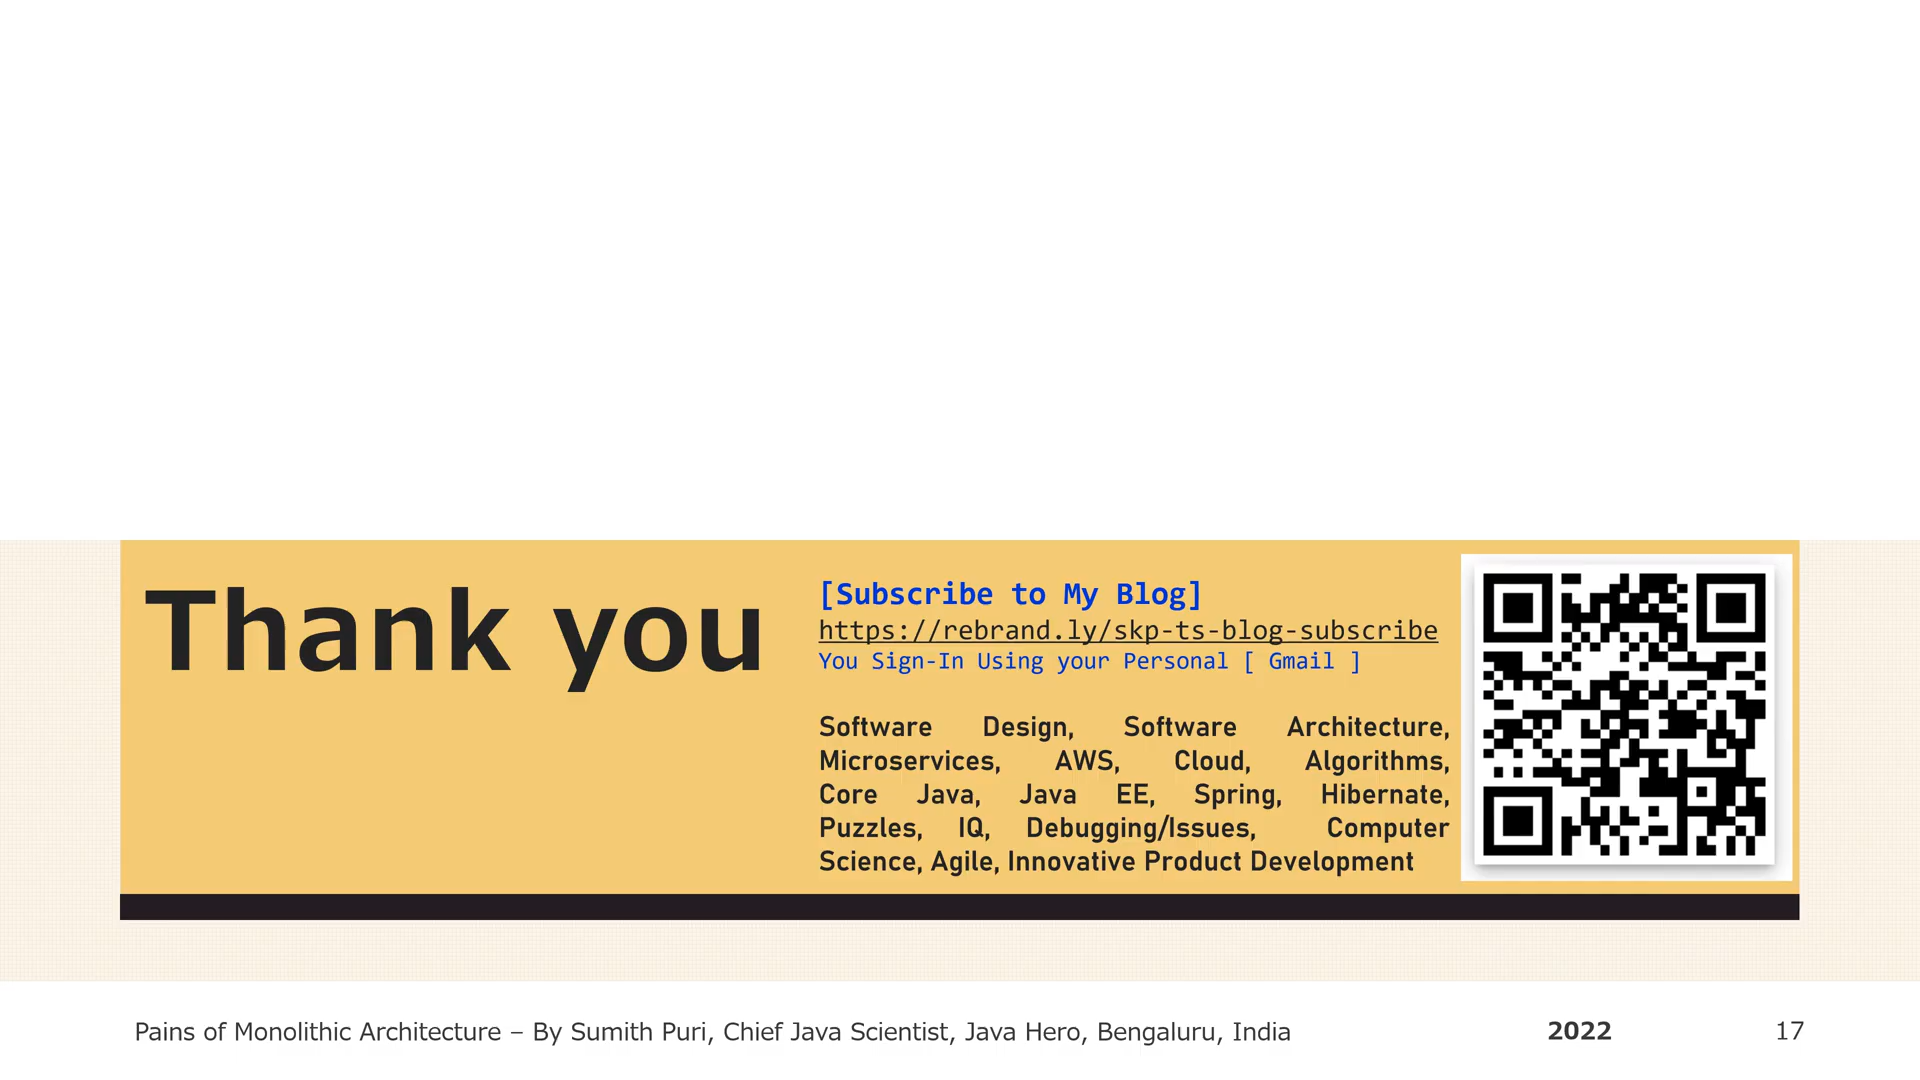 Thank you
[Subscribe to My Blog]
https://rebrand.ly/skp-ts-blog-subscribe
You Sign-In Using your Personal [ Gmail ]
Software Design, Software Architecture,
Microservices, AWS, Cloud, Algorithms,
Core Java, Java EE, Spring, Hibernate,
Puzzles, IQ, Debugging/Issues, Computer
Science, Agile, Innovative Product Development
Pains of Monolithic Architecture – By Sumith Puri, Chief Java Scientist, Java Hero, Bengaluru, India
2022
17